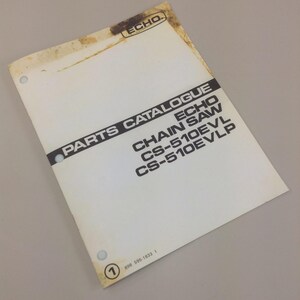 ECHO
PARTS CATALOGUE
ECHO
CHAIN SAW
CS-510EVL
CS-510EVLP
1